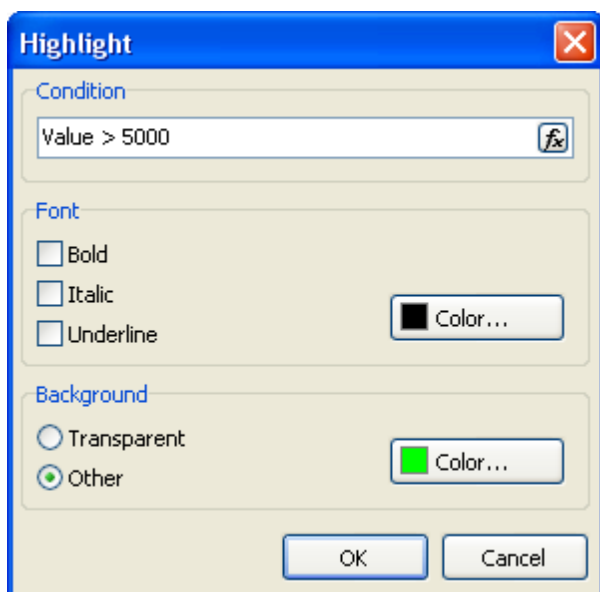 Highlight
Condition
Value > 5000
fx
Font
Bold
Italic
Underline
Color...
Background
Transparent
Other
Color...
OK
Cancel